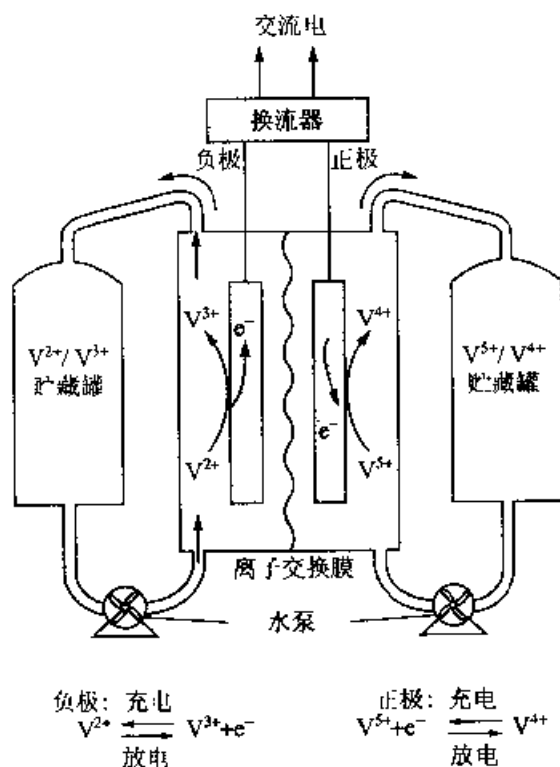 交流电
换流器
负极
正极
V³⁺
e⁻
V⁴⁺
V²⁺/ V³⁺
贮藏罐
V⁵⁺/ V⁴⁺
贮藏罐
e⁻
V²⁺
V⁵⁺
离子交换膜
水泵
负极：充电
V²⁺ ⇌ V³⁺+e⁻
放电
正极：充电
V⁵⁺+e⁻ ⇌ V⁴⁺
放电